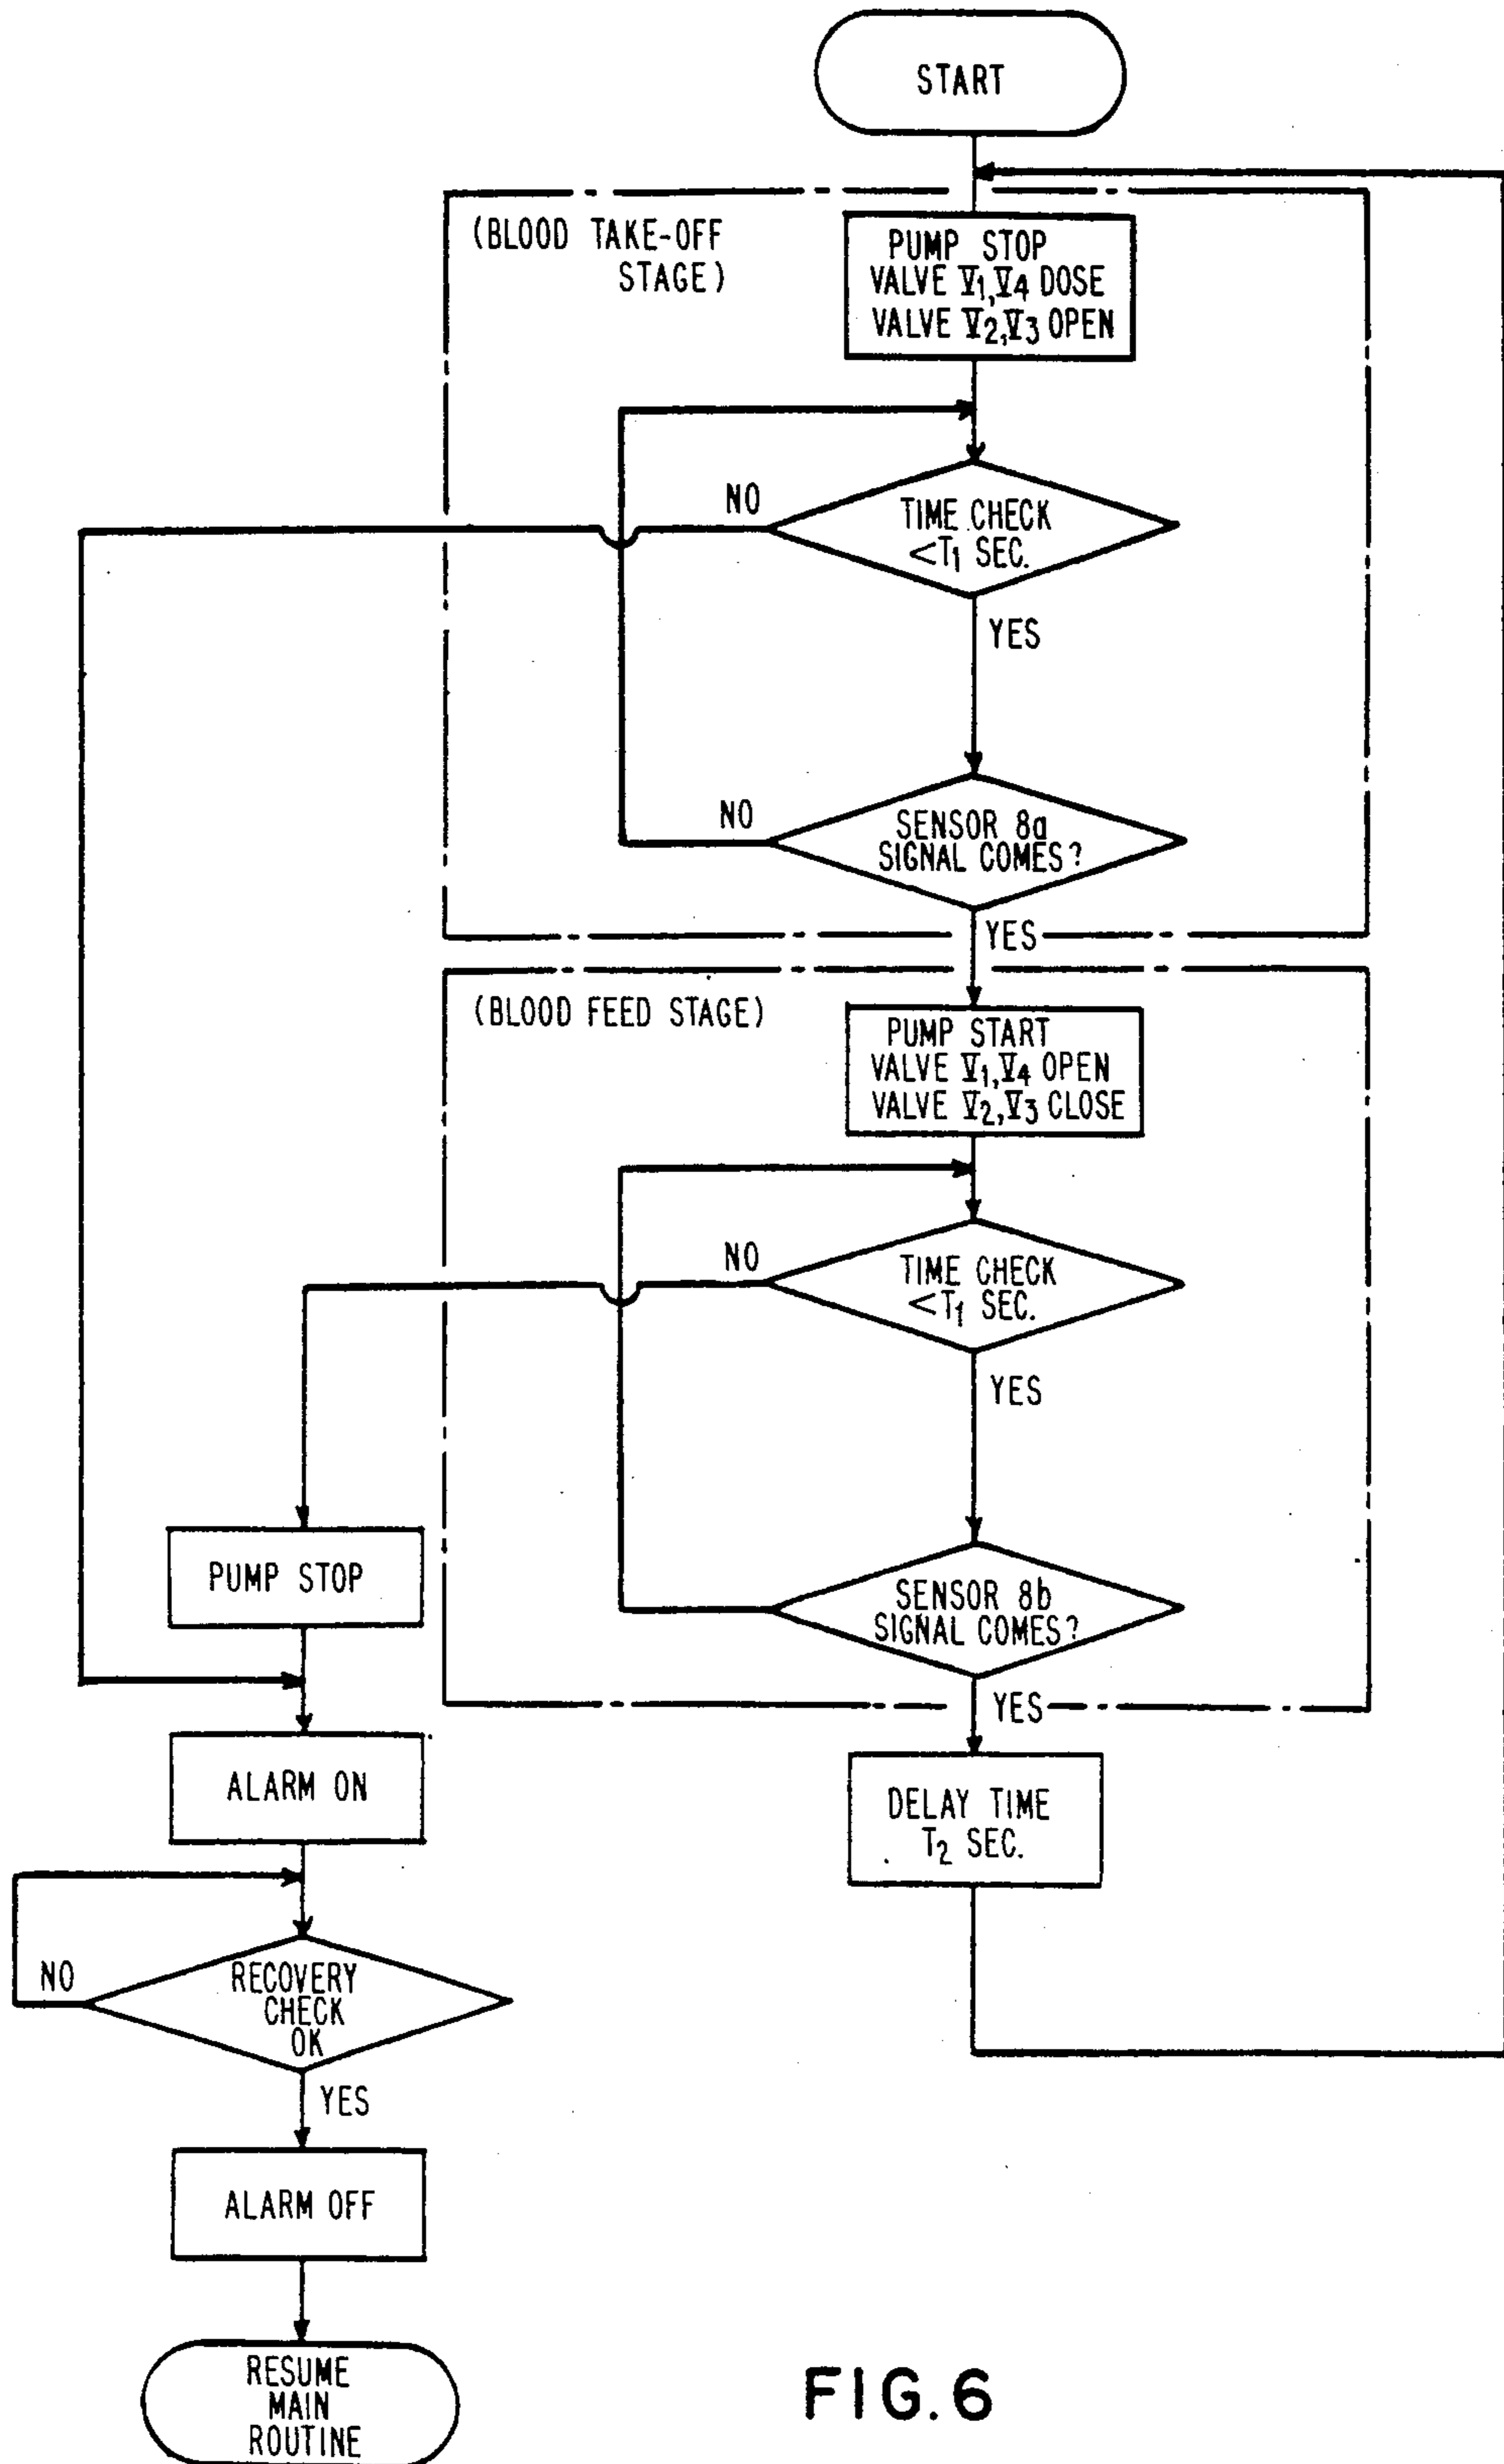 START
(BLOOD TAKE-OFF
STAGE)
PUMP STOP
VALVE V1,V4 DOSE
VALVE V2,V3 OPEN
NO
TIME CHECK
<T1 SEC.
YES
NO
SENSOR 8a
SIGNAL COMES?
YES
(BLOOD FEED STAGE)
PUMP START
VALVE V1,V4 OPEN
VALVE V2,V3 CLOSE
NO
TIME CHECK
<T1 SEC.
YES
PUMP STOP
SENSOR 8b
SIGNAL COMES?
YES
ALARM ON
DELAY TIME
T2 SEC.
NO
RECOVERY
CHECK
OK
YES
ALARM OFF
RESUME
MAIN
ROUTINE
FIG.6